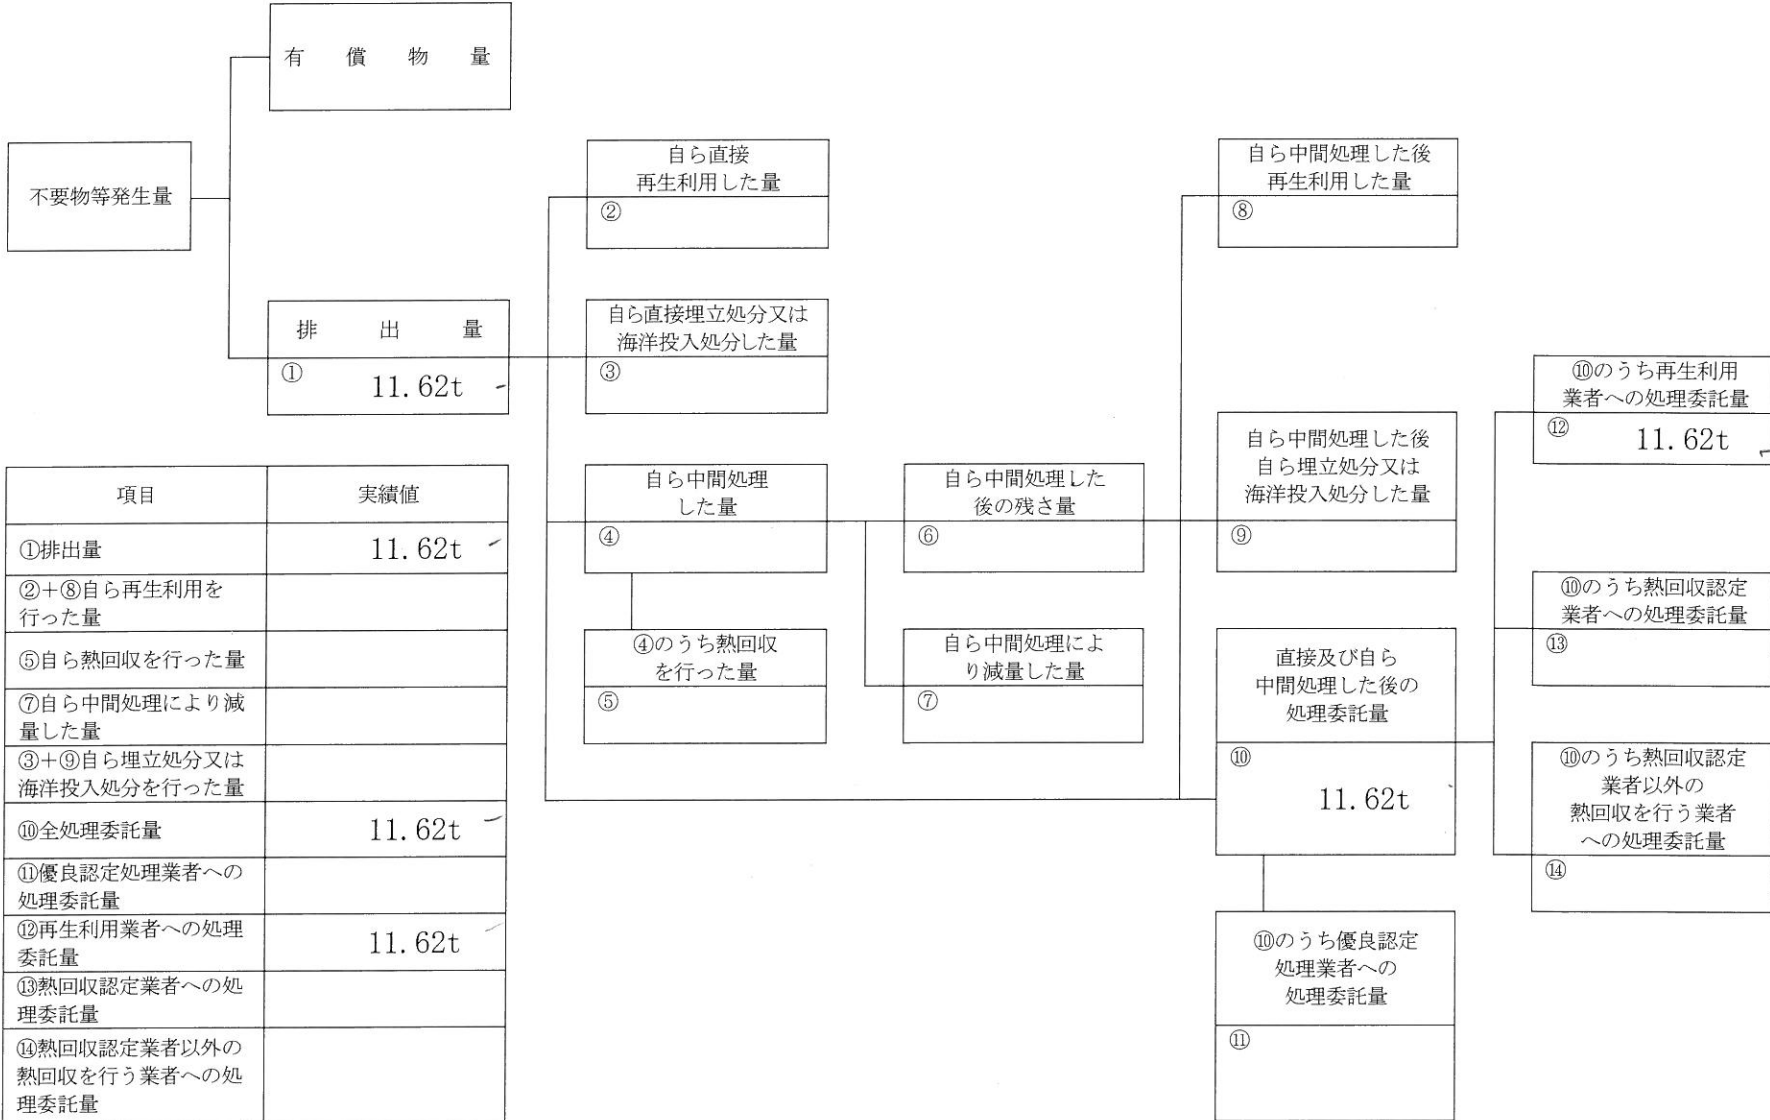 有償物量
不要物等発生量
排出量
① 11.62t
自ら直接
再生利用した量
②
自ら直接埋立処分又は
海洋投入処分した量
③
自ら中間処理
した量
④
④のうち熱回収
を行った量
⑤
自ら中間処理した
後の残さ量
⑥
自ら中間処理によ
り減量した量
⑦
自ら中間処理した後
再生利用した量
⑧
自ら中間処理した後
自ら埋立処分又は
海洋投入処分した量
⑨
直接及び自ら
中間処理した後の
処理委託量
⑩
11.62t
⑩のうち優良認定
処理業者への
処理委託量
⑪
⑩のうち再生利用
業者への処理委託量
⑫ 11.62t
⑩のうち熱回収認定
業者への処理委託量
⑬
⑩のうち熱回収認定
業者以外の
熱回収を行う業者
への処理委託量
⑭
項目 実績値
①排出量 11.62t
②+⑧自ら再生利用を
行った量
⑤自ら熱回収を行った量
⑦自ら中間処理により減
量した量
③+⑨自ら埋立処分又は
海洋投入処分を行った量
⑩全処理委託量 11.62t
⑪優良認定処理業者への
処理委託量
⑫再生利用業者への処理
委託量 11.62t
⑬熱回収認定業者への処
理委託量
⑭熱回収認定業者以外の
熱回収を行う業者への処
理委託量